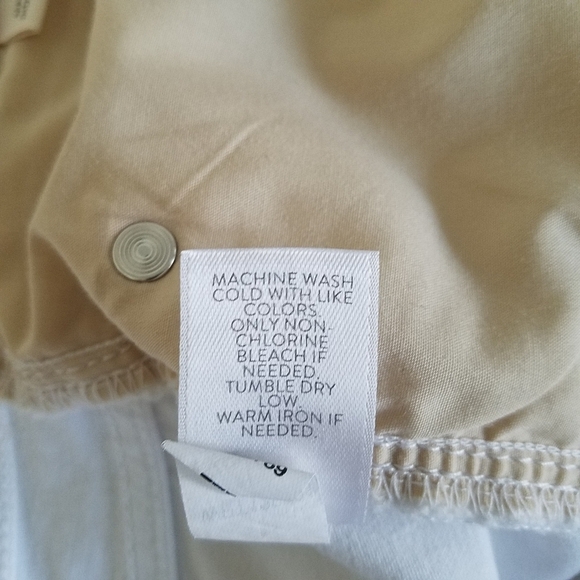 MACHINE WASH
COLD WITH LIKE
COLORS.
ONLY NON-
CHLORINE
BLEACH IF
NEEDED.
TUMBLE DRY
LOW.
WARM IRON IF
NEEDED.